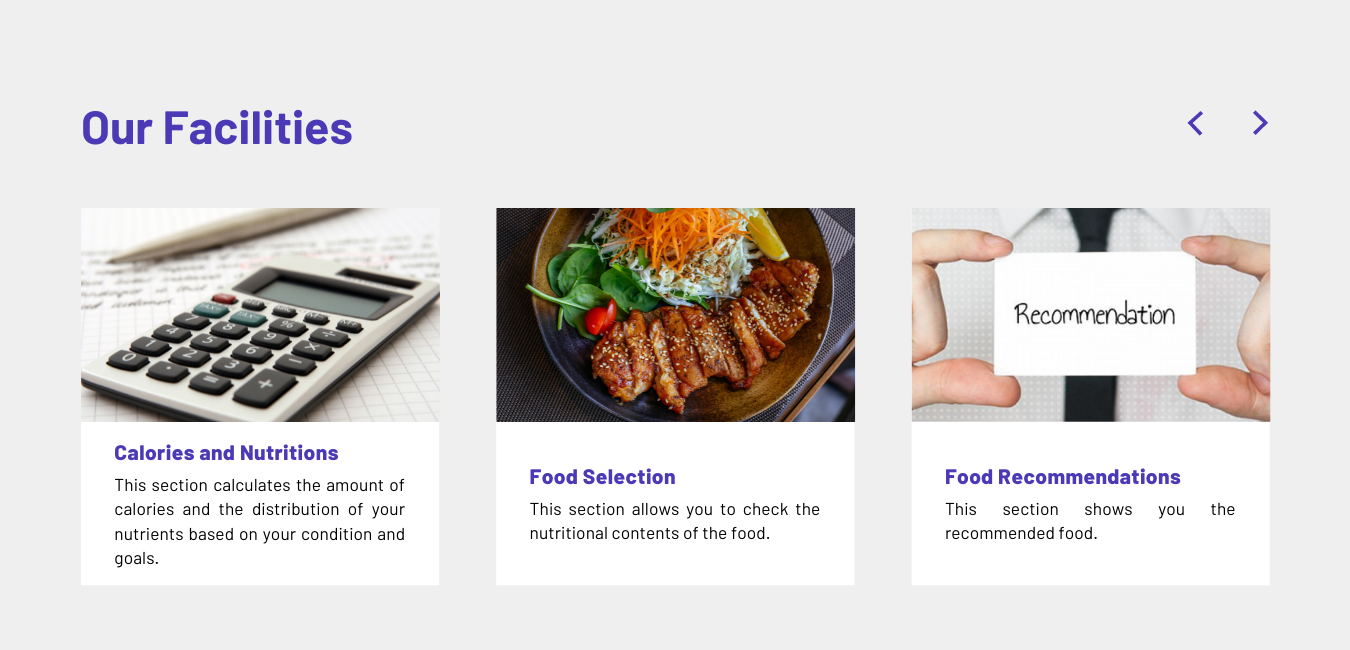 Our Facilities
Recommendation
Calories and Nutritions
This section calculates the amount of
calories and the distribution of your
nutrients based on your condition and
goals.
Food Selection
This section allows you to check the
nutritional contents of the food.
Food Recommendations
This section shows you the
recommended food.